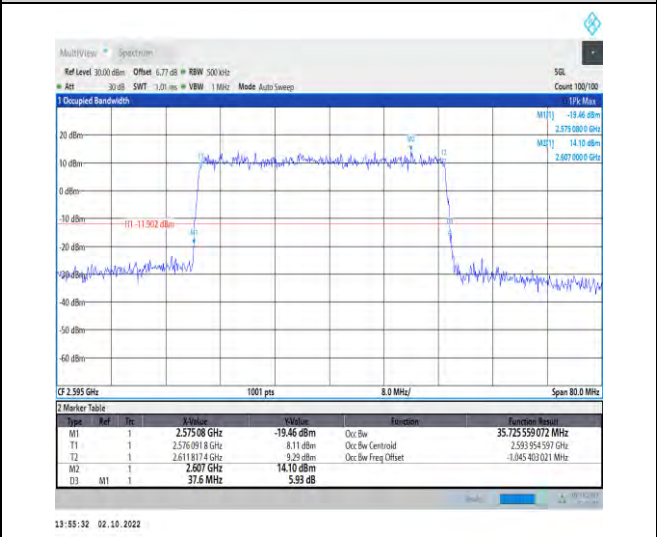 MultiView Spectrum
Ref Level 30.00 dBm Offset 6.77 dB RBW 500 kHz SGL
Att 30 dB SWT 1.01 ms VBW 1 MHz Mode Auto Sweep Count 100/100
1 Occupied Bandwidth 1Pk Max
M1[1] -19.46 dBm
2.575 080 0 GHz
M2[1] 14.10 dBm
2.607 000 0 GHz
20 dBm
10 dBm
0 dBm
-10 dBm
H1 -11.902 dBm
-20 dBm
-30 dBm
-40 dBm
-50 dBm
-60 dBm
M2
T2
M1
CF 2.595 GHz 1001 pts 8.0 MHz/ Span 80.0 MHz
2 Marker Table
Type Ref Trc X-Value Y-Value Function Function Result
M1 1 2.575 08 GHz -19.46 dBm Occ Bw 35.725 559 072 MHz
T1 1 2.576 091 8 GHz 8.11 dBm Occ Bw Centroid 2.593 954 597 GHz
T2 1 2.611 817 4 GHz 9.29 dBm Occ Bw Freq Offset -1.045 403 021 MHz
M2 1 2.607 GHz 14.10 dBm
D3 M1 1 37.6 MHz 5.93 dB
13:55:32 02.10.2022